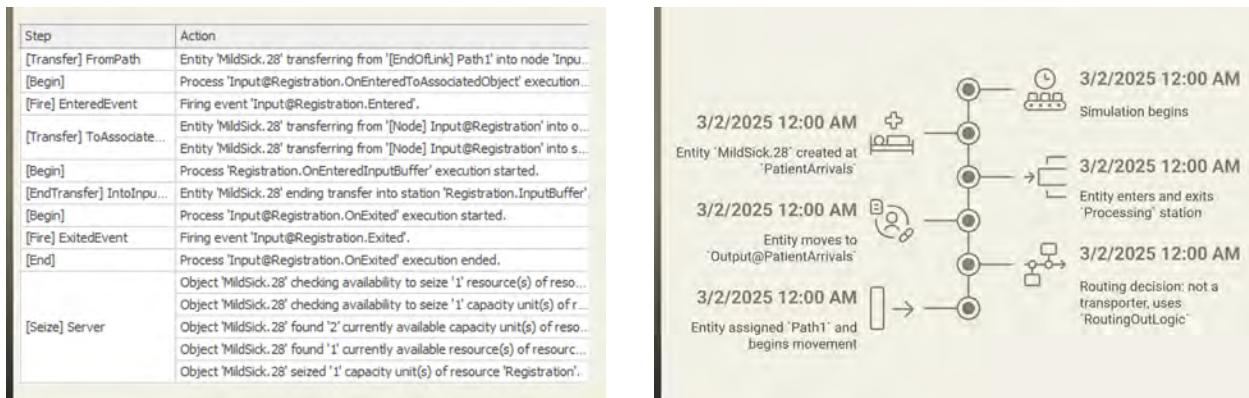 Step Action
[Transfer] FromPath Entity 'MildSick.28' transferring from '[EndOfLink] Path1' into node 'Inpu...
[Begin] Process 'Input@Registration.OnEnteredToAssociatedObject' execution...
[Fire] EnteredEvent Firing event 'Input@Registration.Entered'.
[Transfer] ToAssociate... Entity 'MildSick.28' transferring from '[Node] Input@Registration' into o...
Entity 'MildSick.28' transferring from '[Node] Input@Registration' into s...
[Begin] Process 'Registration.OnEnteredInputBuffer' execution started.
[EndTransfer] IntoInpu... Entity 'MildSick.28' ending transfer into station 'Registration.InputBuffer'
[Begin] Process 'Input@Registration.OnExited' execution started.
[Fire] ExitedEvent Firing event 'Input@Registration.Exited'.
[End] Process 'Input@Registration.OnExited' execution ended.
[Seize] Server Object 'MildSick.28' checking availability to seize '1' resource(s) of reso...
Object 'MildSick.28' checking availability to seize '1' capacity unit(s) of r...
Object 'MildSick.28' found '2' currently available capacity unit(s) of reso...
Object 'MildSick.28' found '1' currently available resource(s) of resourc...
Object 'MildSick.28' seized '1' capacity unit(s) of resource 'Registration'.
3/2/2025 12:00 AM
Simulation begins
3/2/2025 12:00 AM
Entity `MildSick.28` created at
`PatientArrivals`
3/2/2025 12:00 AM
Entity enters and exits
`Processing` station
3/2/2025 12:00 AM
Entity moves to
`Output@PatientArrivals`
3/2/2025 12:00 AM
Routing decision: not a
transporter, uses
`RoutingOutLogic`
3/2/2025 12:00 AM
Entity assigned `Path1` and
begins movement